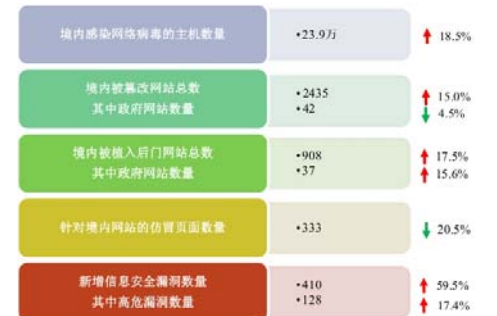 境内感染网络病毒的主机数量 •23.9万 18.5%
境内被篡改网站总数 •2435 15.0%
其中政府网站数量 •42 4.5%
境内被植入后门网站总数 •908 17.5%
其中政府网站数量 •37 15.6%
针对境内网站的仿冒页面数量 •333 20.5%
新增信息安全漏洞数量 •410 59.5%
其中高危漏洞数量 •128 17.4%